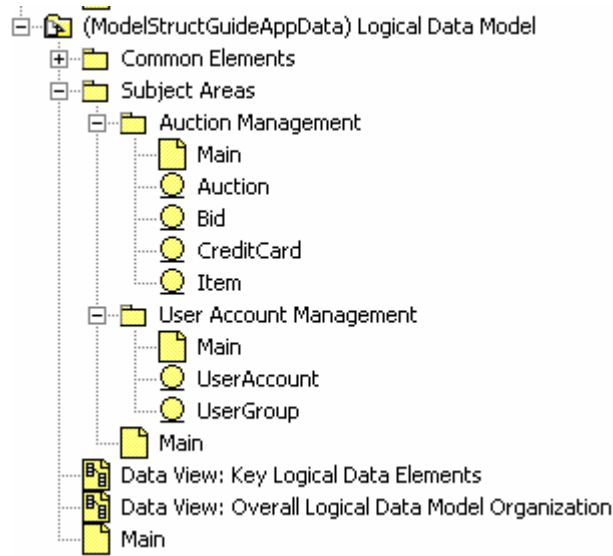 (ModelStructGuideAppData) Logical Data Model
Common Elements
Subject Areas
Auction Management
Main
Auction
Bid
CreditCard
Item
User Account Management
Main
UserAccount
UserGroup
Main
Data View: Key Logical Data Elements
Data View: Overall Logical Data Model Organization
Main